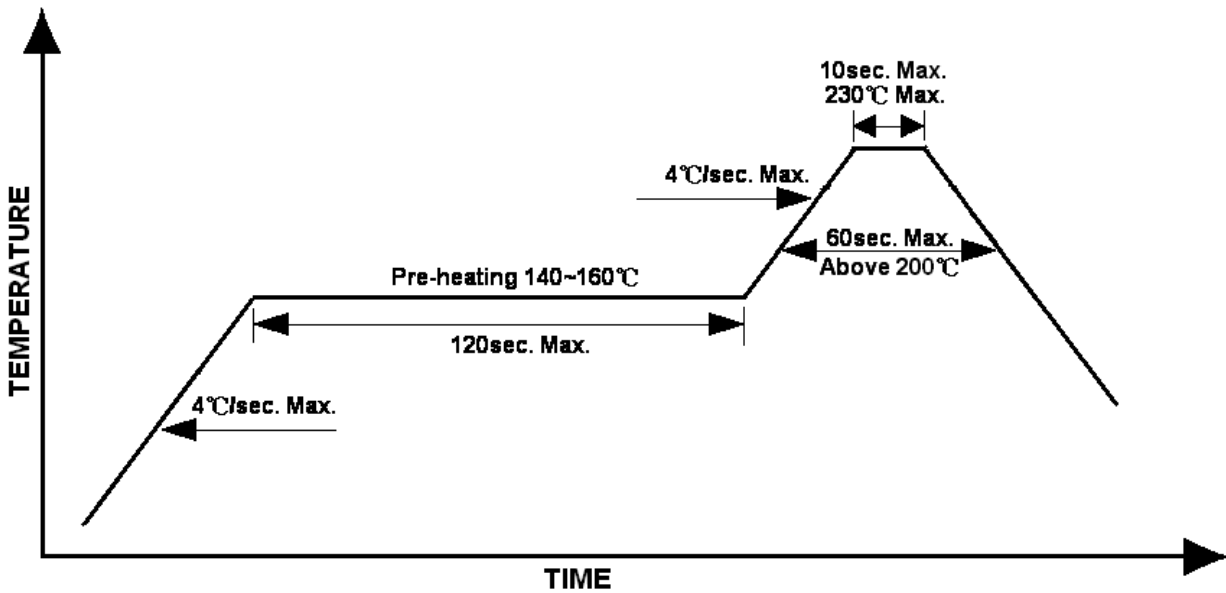 10sec. Max.
230℃ Max.
4℃/sec. Max.
60sec. Max.
Above 200℃
Pre-heating 140~160℃
120sec. Max.
4℃/sec. Max.
TEMPERATURE
TIME